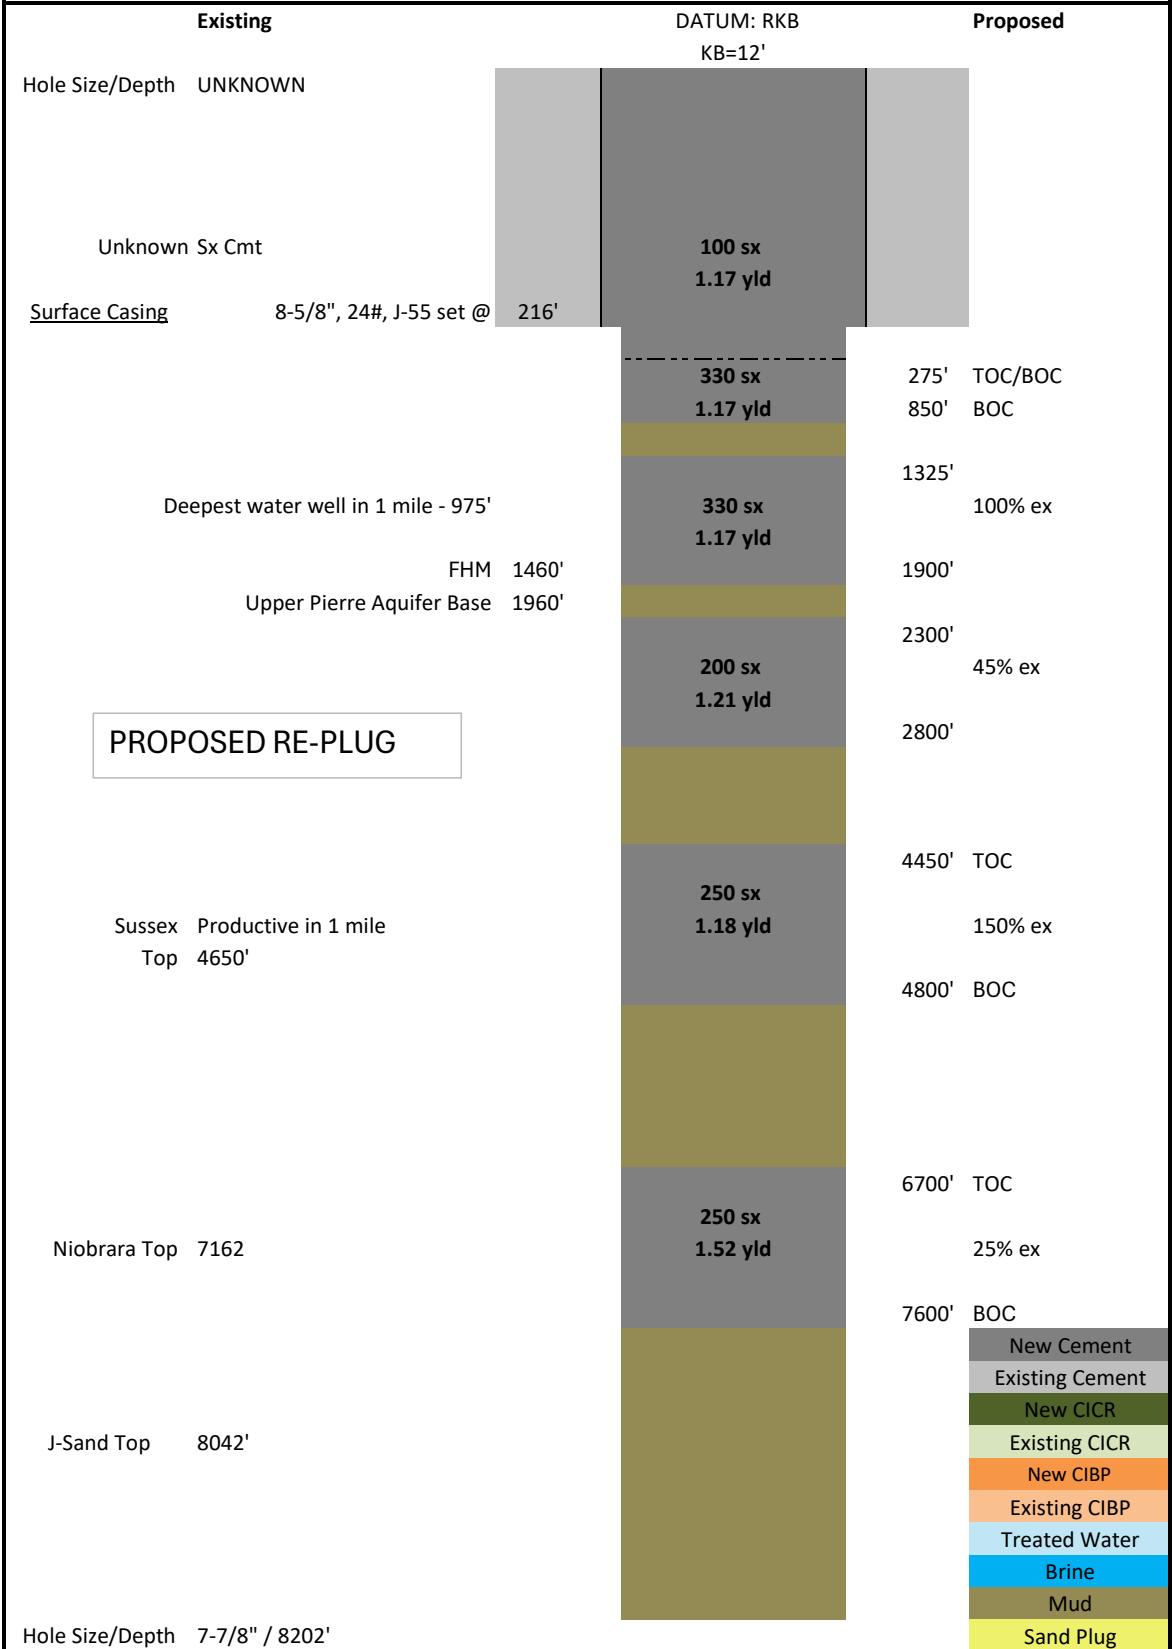 Existing DATUM: RKB Proposed
KB=12'
Hole Size/Depth UNKNOWN
Unknown Sx Cmt 100 sx
1.17 yld
Surface Casing 8-5/8", 24#, J-55 set @ 216'
330 sx 275' TOC/BOC
1.17 yld 850' BOC
1325'
Deepest water well in 1 mile - 975' 330 sx 100% ex
1.17 yld
FHM 1460' 1900'
Upper Pierre Aquifer Base 1960'
2300'
200 sx 45% ex
1.21 yld
PROPOSED RE-PLUG 2800'
4450' TOC
250 sx
Sussex Productive in 1 mile 1.18 yld 150% ex
Top 4650'
4800' BOC
6700' TOC
250 sx
Niobrara Top 7162 1.52 yld 25% ex
7600' BOC
New Cement
Existing Cement
New CICR
J-Sand Top 8042' Existing CICR
New CIBP
Existing CIBP
Treated Water
Brine
Mud
Hole Size/Depth 7-7/8" / 8202' Sand Plug